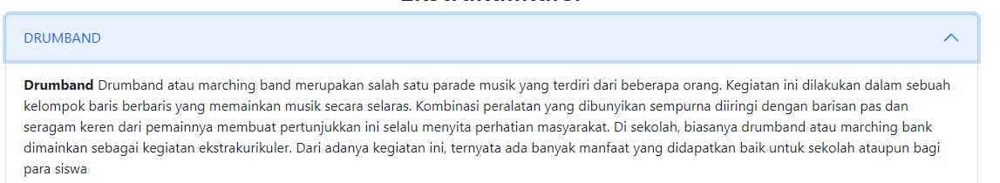 DRUMBAND
Drumband Drumband atau marching band merupakan salah satu parade musik yang terdiri dari beberapa orang. Kegiatan ini dilakukan dalam sebuah
kelompok baris berbaris yang memainkan musik secara selaras. Kombinasi peralatan yang dibunyikan sempurna diiringi dengan barisan pas dan
seragam keren dari pemainnya membuat pertunjukkan ini selalu menyita perhatian masyarakat. Di sekolah, biasanya drumband atau marching bank
dimainkan sebagai kegiatan ekstrakurikuler. Dari adanya kegiatan ini, ternyata ada banyak manfaat yang didapatkan baik untuk sekolah ataupun bagi
para siswa